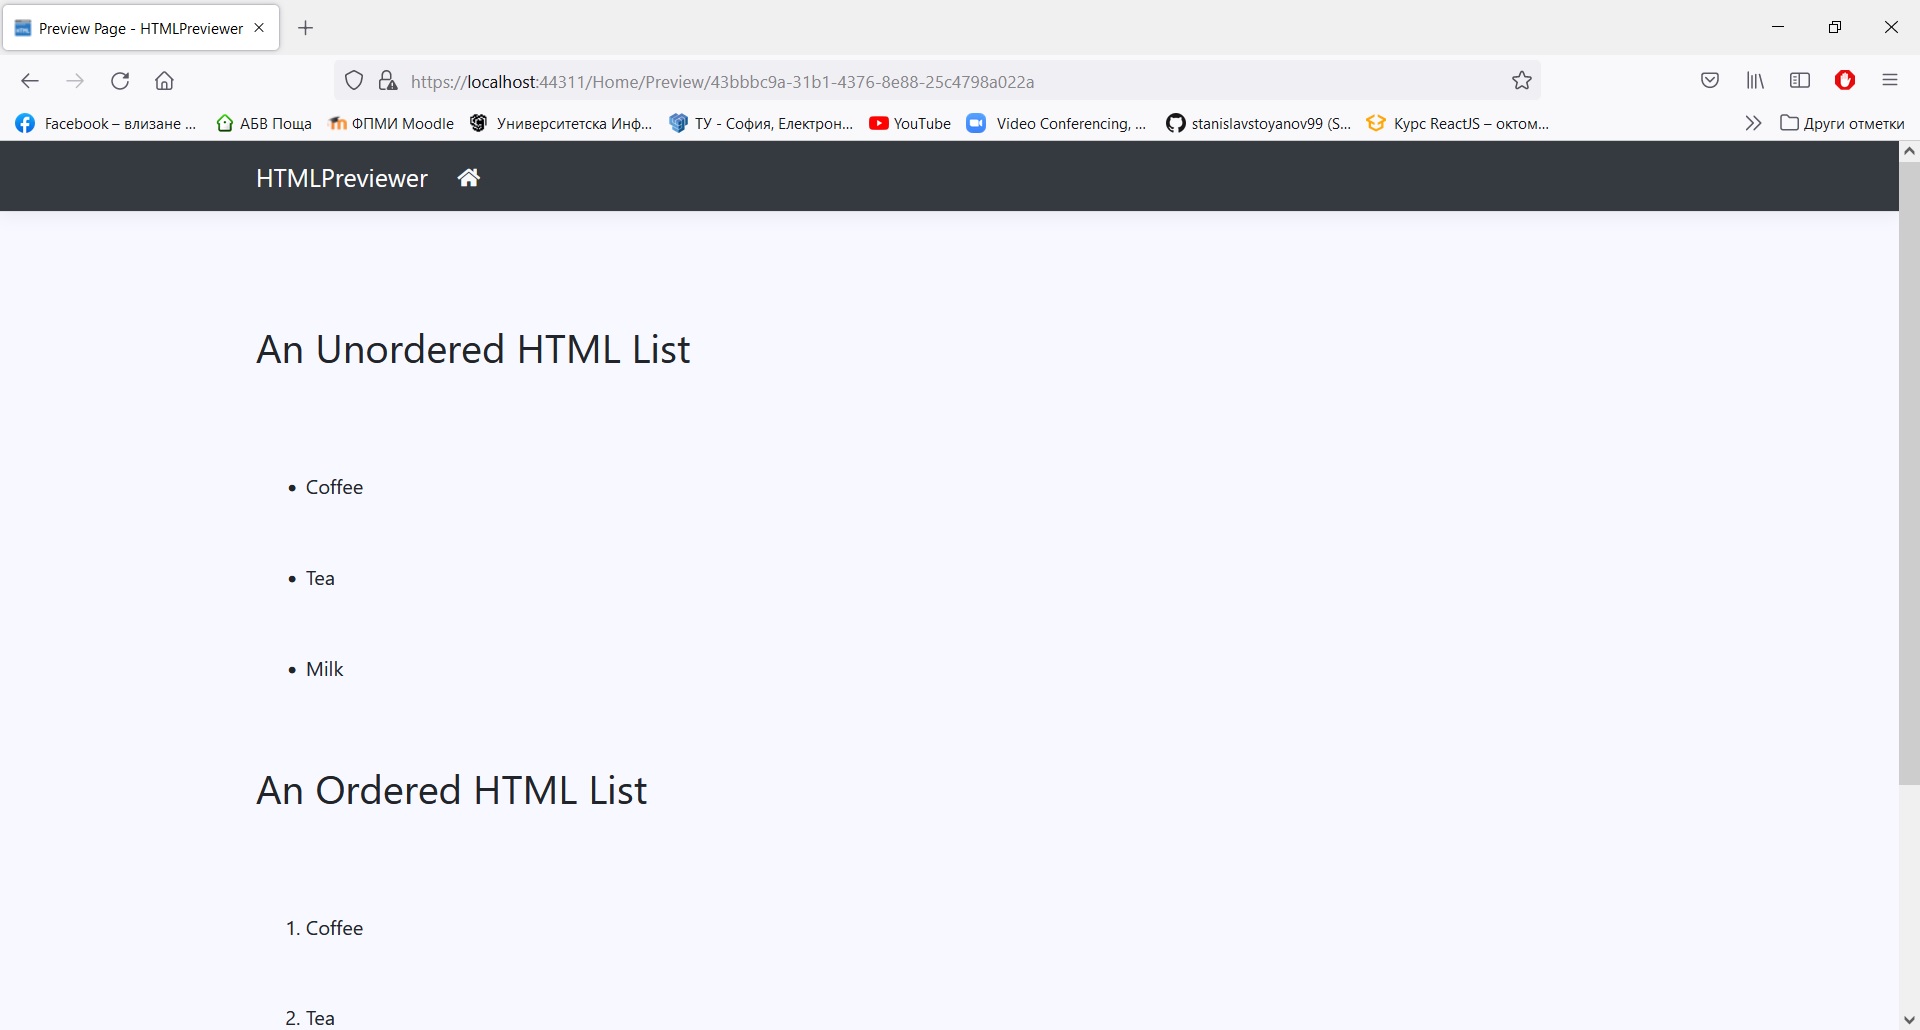 Preview Page - HTMLPreviewer
https://localhost:44311/Home/Preview/43bbbc9a-31b1-4376-8e88-25c4798a022a
Facebook – влизане ... АБВ Поща ФПМИ Moodle Университетска Инф... ТУ - София, Електрон... YouTube Video Conferencing, ... stanislavstoyanov99 (S... Курс ReactJS – октом... Други отметки
HTMLPreviewer
An Unordered HTML List
• Coffee
• Tea
• Milk
An Ordered HTML List
1. Coffee
2. Tea